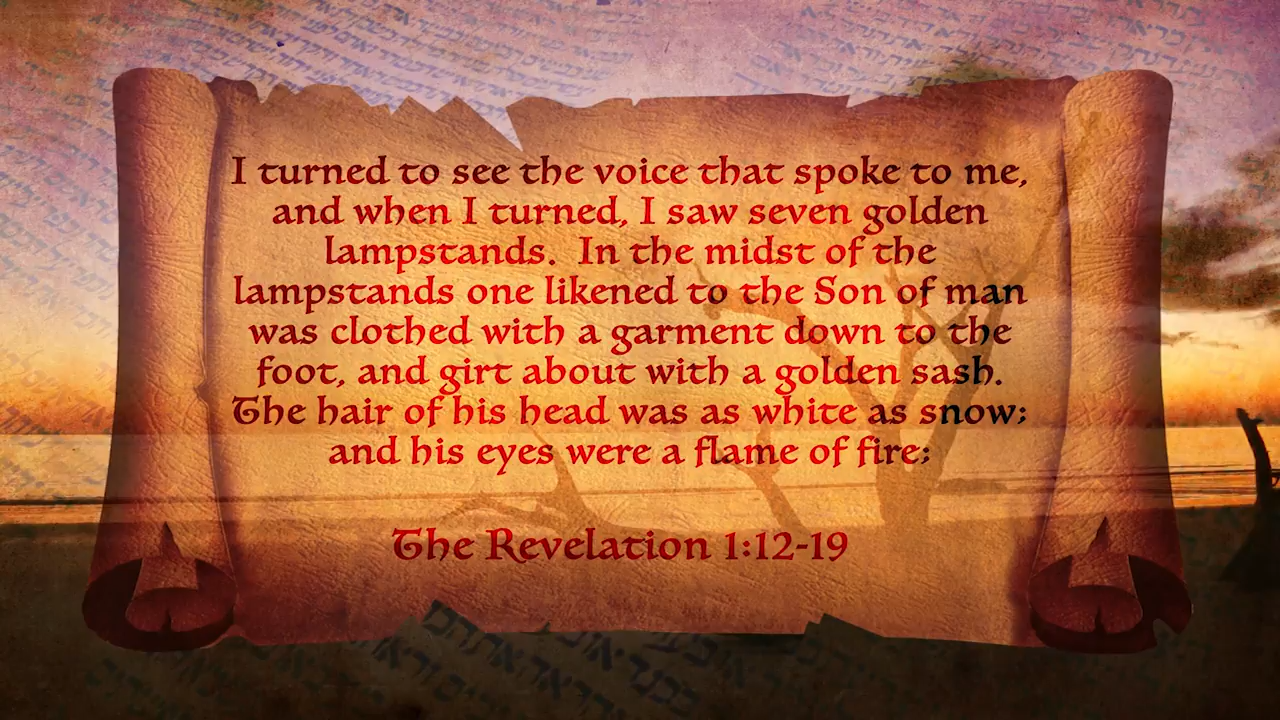 I turned to see the voice that spoke to me,
and when I turned, I saw seven golden
lampstands. In the midst of the
lampstands one likened to the Son of man
was clothed with a garment down to the
foot, and girt about with a golden sash.
The hair of his head was as white as snow;
and his eyes were a flame of fire;
The Revelation 1:12-19